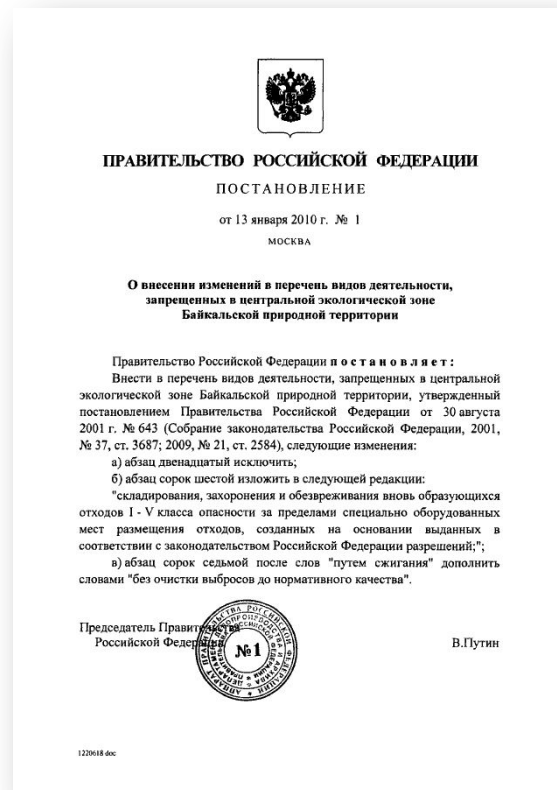 ПРАВИТЕЛЬСТВО РОССИЙСКОЙ ФЕДЕРАЦИИ
ПОСТАНОВЛЕНИЕ
от 13 января 2010 г. № 1
МОСКВА
О внесении изменений в перечень видов деятельности,
запрещенных в центральной экологической зоне
Байкальской природной территории
Правительство Российской Федерации постановляет:
Внести в перечень видов деятельности, запрещенных в центральной
экологической зоне Байкальской природной территории, утвержденный
постановлением Правительства Российской Федерации от 30 августа
2001 г. № 643 (Собрание законодательства Российской Федерации, 2001,
№ 37, ст. 3687; 2009, № 21, ст. 2584), следующие изменения:
а) абзац двенадцатый исключить;
б) абзац сорок шестой изложить в следующей редакции:
"складирования, захоронения и обезвреживания вновь образующихся
отходов I - V класса опасности за пределами специально оборудованных
мест размещения отходов, созданных на основании выданных в
соответствии с законодательством Российской Федерации разрешений;";
в) абзац сорок седьмой после слов "путем сжигания" дополнить
словами "без очистки выбросов до нормативного качества".
Председатель Правительства
Российской Федерации
В.Путин
№1
1220618 doc